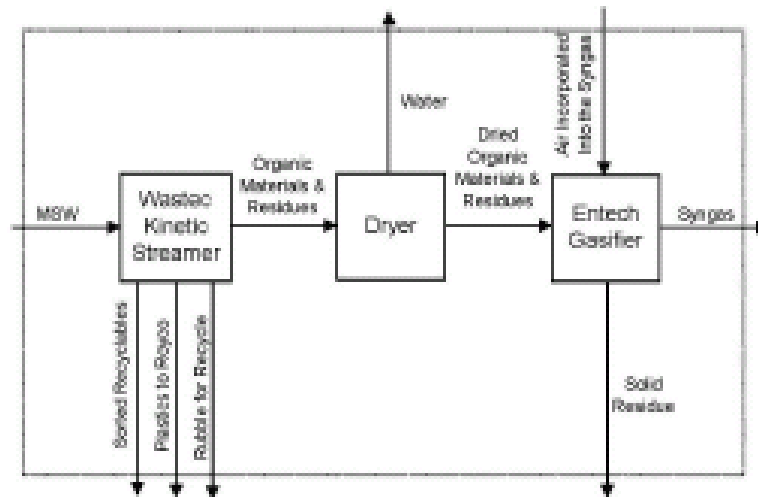 Water
Air Incorporated
Into the Syngas
Dried
Organic
Materials &
Residues
Organic
Materials &
Residues
MSW
Wastec
Kinetic
Streamer
Dryer
Entech
Gasifier
Syngas
Sorted Recyclables
Plastics to Royco
Rubble for Recycle
Solid
Residue